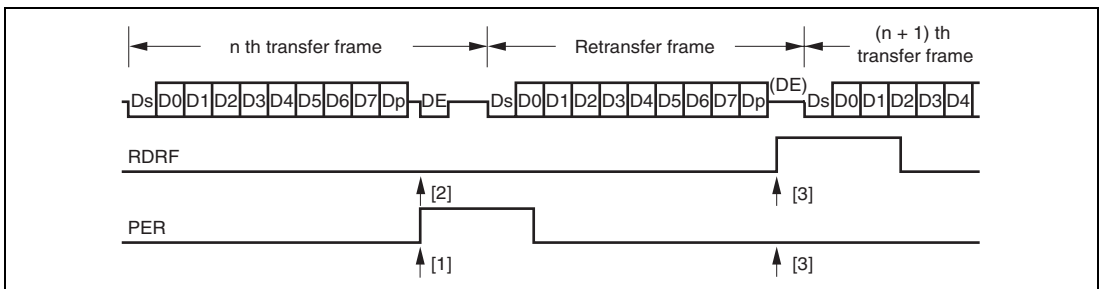 n th transfer frame
Retransfer frame
(n + 1) th
transfer frame
Ds D0 D1 D2 D3 D4 D5 D6 D7 Dp DE Ds D0 D1 D2 D3 D4 D5 D6 D7 Dp (DE) Ds D0 D1 D2 D3 D4
RDRF
[2]
[3]
PER
[1]
[3]